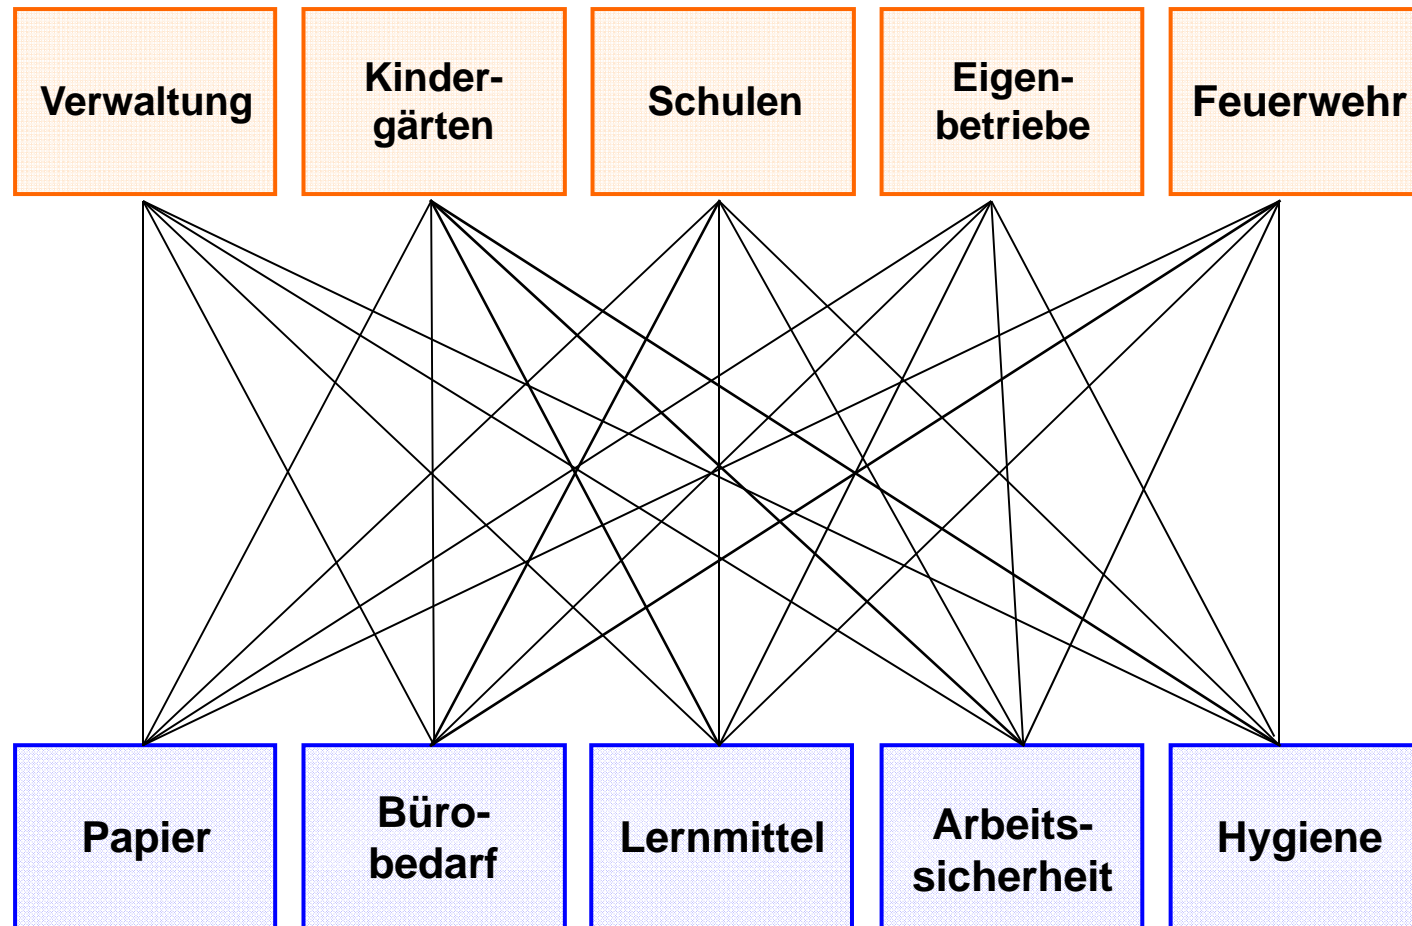 Verwaltung
Kinder-
gärten
Schulen
Eigen-
betriebe
Feuerwehr
Papier
Büro-
bedarf
Lernmittel
Arbeits-
sicherheit
Hygiene